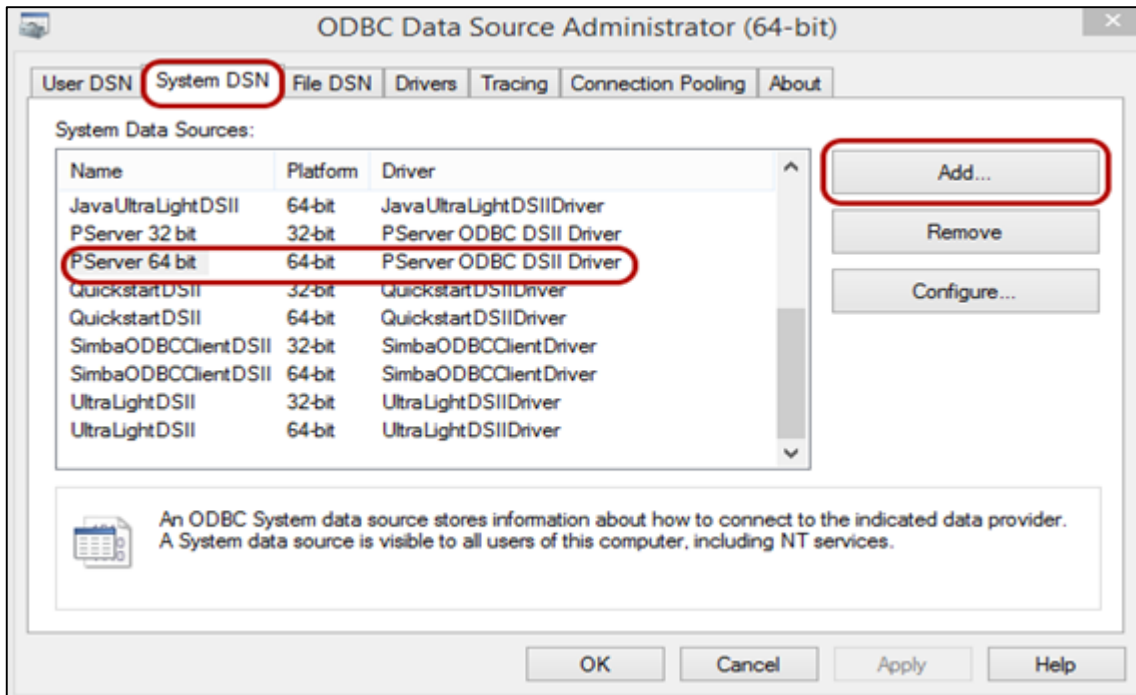 ODBC Data Source Administrator (64-bit)
User DSN System DSN File DSN Drivers Tracing Connection Pooling About
System Data Sources:
Name Platform Driver
JavaUltraLightDSII 64-bit JavaUltraLightDSIIDriver
PServer 32 bit 32-bit PServer ODBC DSII Driver
PServer 64 bit 64-bit PServer ODBC DSII Driver
QuickstartDSII 32-bit QuickstartDSIIDriver
QuickstartDSII 64-bit QuickstartDSIIDriver
SimbaODBCClientDSII 32-bit SimbaODBCClientDriver
SimbaODBCClientDSII 64-bit SimbaODBCClientDriver
UltraLightDSII 32-bit UltraLightDSIIDriver
UltraLightDSII 64-bit UltraLightDSIIDriver
Add...
Remove
Configure...
An ODBC System data source stores information about how to connect to the indicated data provider.
A System data source is visible to all users of this computer, including NT services.
OK Cancel Apply Help